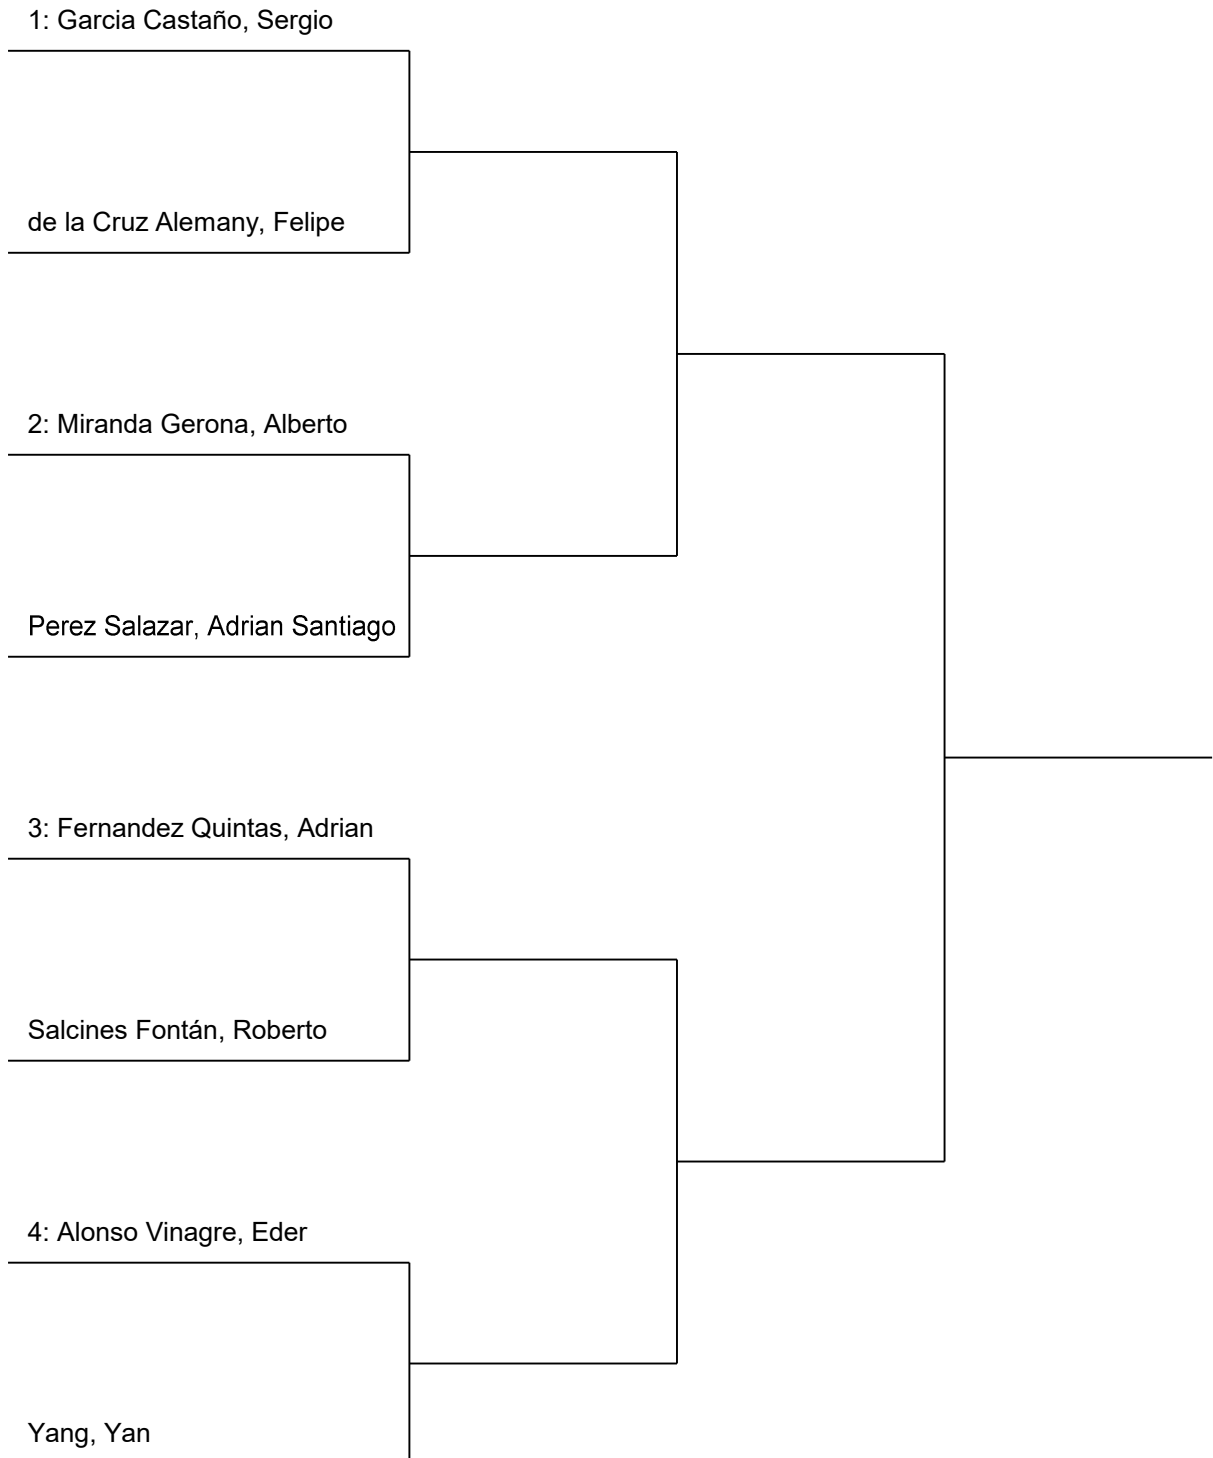 1: Garcia Castaño, Sergio
de la Cruz Alemany, Felipe
2: Miranda Gerona, Alberto
Perez Salazar, Adrian Santiago
3: Fernandez Quintas, Adrian
Salcines Fontán, Roberto
4: Alonso Vinagre, Eder
Yang, Yan